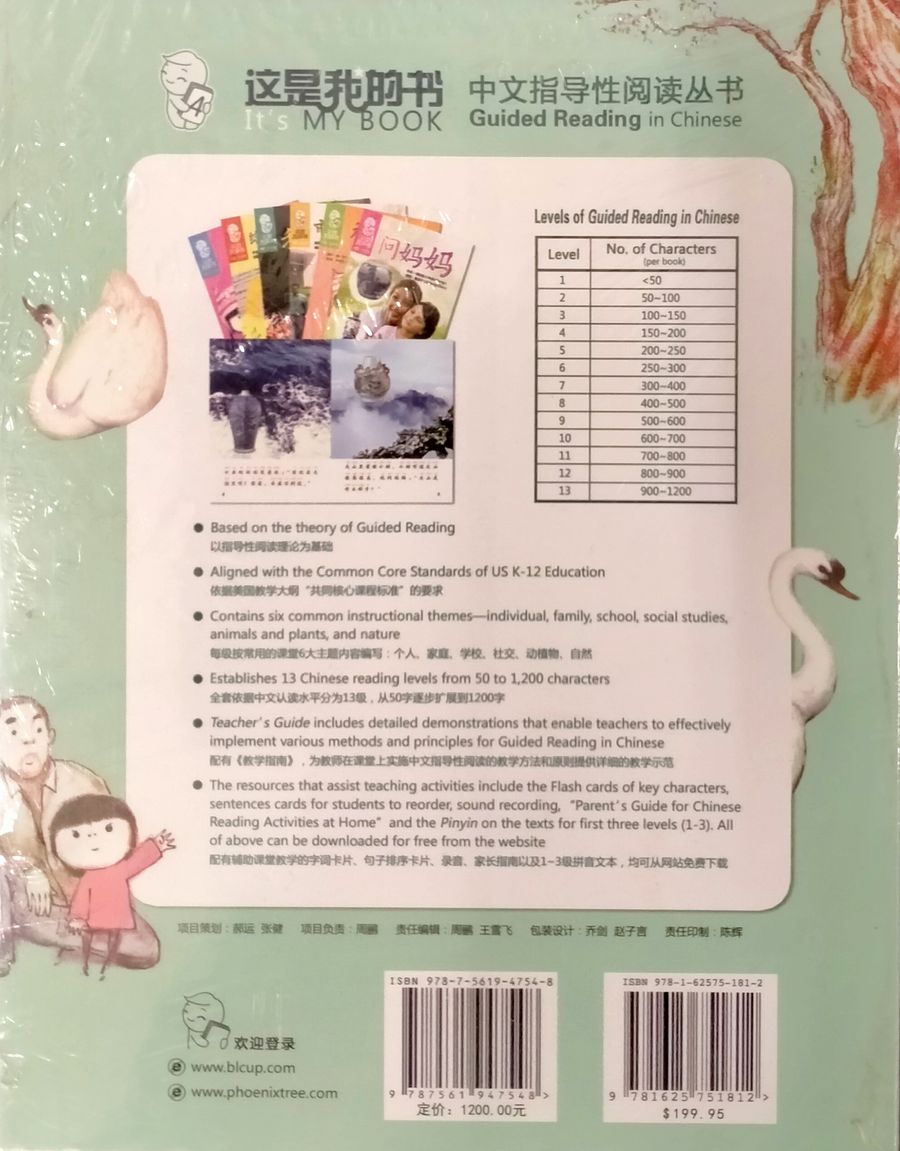 这是我的书
It's MY BOOK
中文指导性阅读丛书
Guided Reading in Chinese
4
问妈妈
Levels of Guided Reading in Chinese
Level No. of Characters
(per book)
1 <50
2 50~100
3 100~150
4 150~200
5 200~250
6 250~300
7 300~400
8 400~500
9 500~600
10 600~700
11 700~800
12 800~900
13 900~1200
● Based on the theory of Guided Reading
以指导性阅读理论为基础
● Aligned with the Common Core Standards of US K-12 Education
依据美国教学大纲“共同核心课程标准”的要求
● Contains six common instructional themes—individual, family, school, social studies,
animals and plants, and nature
每级按常用的课堂6大主题内容编写：个人、家庭、学校、社交、动植物、自然
● Establishes 13 Chinese reading levels from 50 to 1,200 characters
全套依据中文认读水平分为13级，从50字逐步扩展到1200字
● Teacher's Guide includes detailed demonstrations that enable teachers to effectively
implement various methods and principles for Guided Reading in Chinese
配有《教学指南》，为教师在课堂上实施中文指导性阅读的教学方法和原则提供详细的教学示范
● The resources that assist teaching activities include the Flash cards of key characters,
sentences cards for students to reorder, sound recording, “Parent's Guide for Chinese
Reading Activities at Home” and the Pinyin on the texts for first three levels (1-3). All
of above can be downloaded for free from the website
配有辅助课堂教学的字词卡片、句子排序卡片、录音、家长指南以及1~3级拼音文本，均可从网站免费下载
项目策划：郝运 张健 项目负责：周鹂 责任编辑：周鹂 王雪飞 包装设计：乔剑 赵子言 责任印制：陈辉
欢迎登录
www.blcup.com
www.phoenixtree.com
ISBN 978-7-5619-4754-8
9 787561 947548 >
定价：1200.00元
ISBN 978-1-62575-181-2
9 781625 751812 >
$199.95